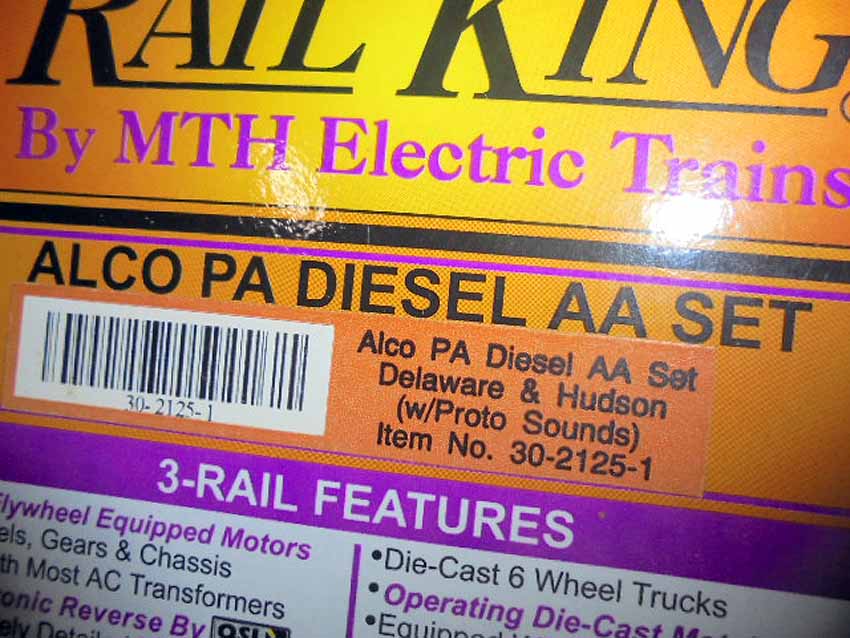 RAIL KING
By MTH Electric Trains
ALCO PA DIESEL AA SET
30-2125-1
Alco PA Diesel AA Set
Delaware & Hudson
(w/Proto Sounds)
Item No. 30-2125-1
3-RAIL FEATURES
Flywheel Equipped Motors
Gears & Chassis
Most AC Transformers
Reverse By QSI
•Die-Cast 6 Wheel Trucks
•Operating Die-Cast
•Equipped